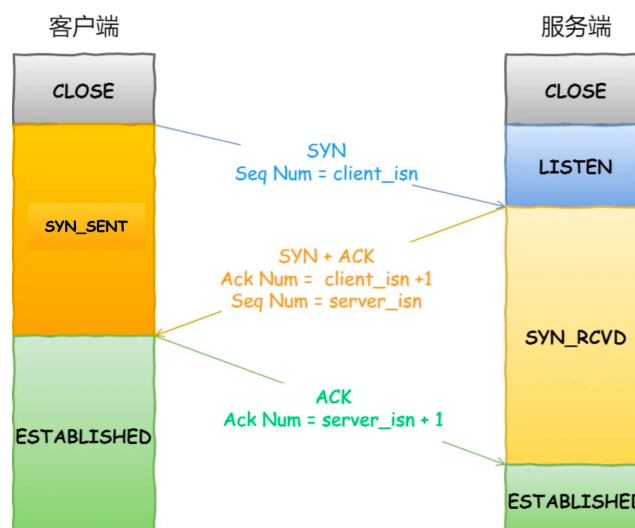 客户端
服务端
CLOSE
CLOSE
SYN
Seq Num = client_isn
LISTEN
SYN_SENT
SYN + ACK
Ack Num = client_isn +1
Seq Num = server_isn
SYN_RCVD
ACK
Ack Num = server_isn + 1
ESTABLISHED
ESTABLISHED